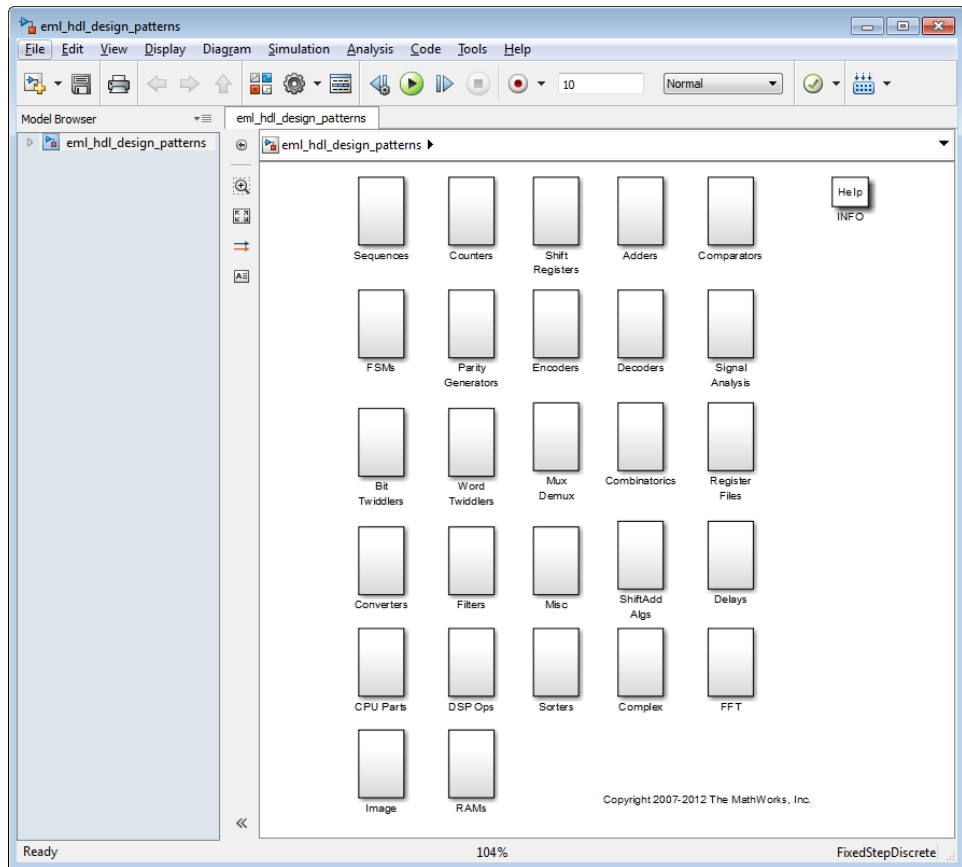 eml_hdl_design_patterns
File Edit View Display Diagram Simulation Analysis Code Tools Help
10 Normal
Model Browser
eml_hdl_design_patterns
eml_hdl_design_patterns
eml_hdl_design_patterns
Help
INFO
Sequences
Counters
Shift
Registers
Adders
Comparators
FSMs
Parity
Generators
Encoders
Decoders
Signal
Analysis
Bit
Twiddlers
Word
Twiddlers
Mux
Demux
Combinatorics
Register
Files
Converters
Filters
Misc
ShiftAdd
Algs
Delays
CPU Parts
DSP Ops
Sorters
Complex
FFT
Image
RAMs
Copyright 2007-2012 The MathWorks, Inc.
Ready
104%
FixedStepDiscrete